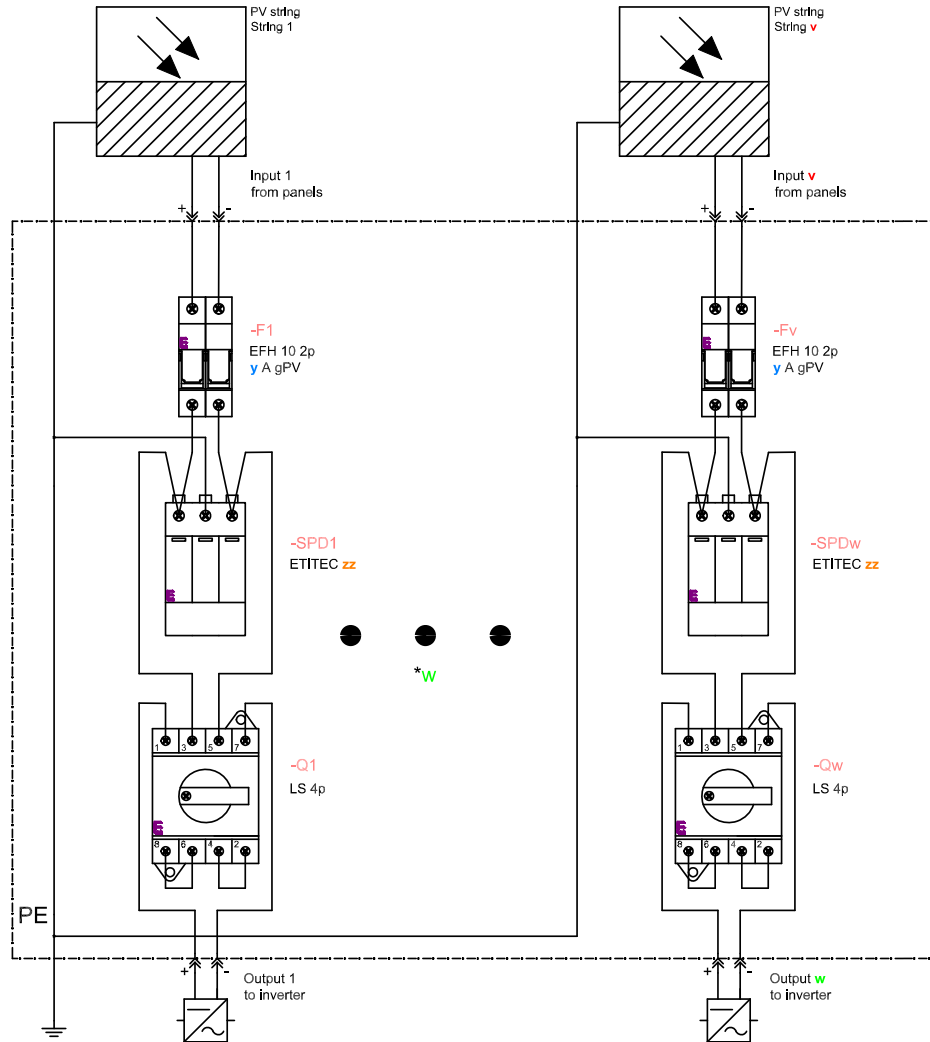 PV string
String 1
PV string
String v
Input 1
from panels
Input v
from panels
+ -
+ -
-F1
EFH 10 2p
y A gPV
-Fv
EFH 10 2p
y A gPV
E
E
-SPD1
ETITEC zz
-SPDw
ETITEC zz
E
E
*w
1 3 5 7
1 3 5 7
-Q1
LS 4p
-Qw
LS 4p
E
E
8 6 4 2
8 6 4 2
PE
+ -
+ -
Output 1
to inverter
Output w
to inverter